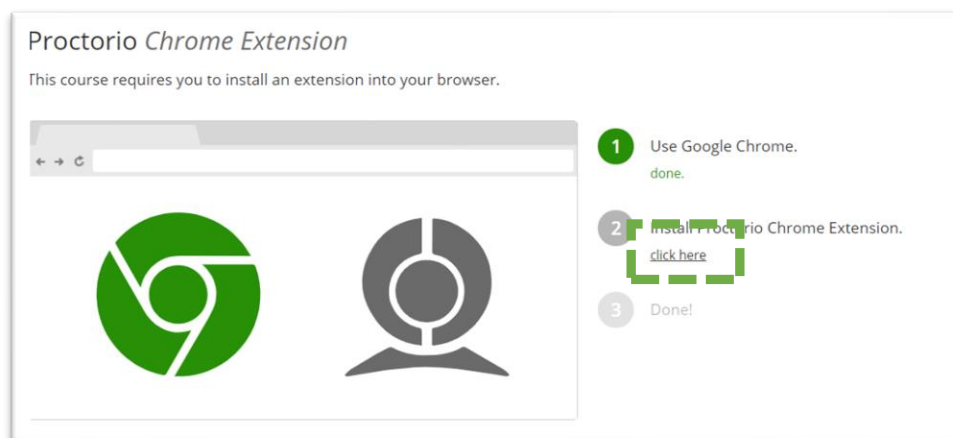 Proctorio Chrome Extension
This course requires you to install an extension into your browser.
1 Use Google Chrome.
done.
2 Install Proctorio Chrome Extension.
click here
3 Done!